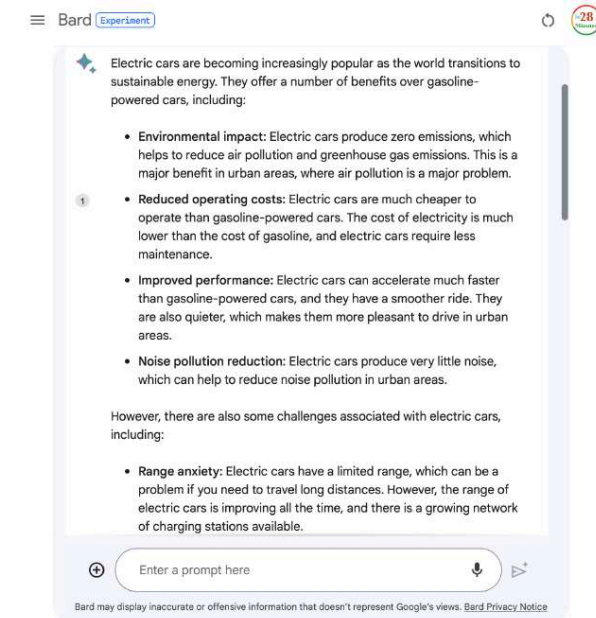 Bard Experiment
28
Minutes
Electric cars are becoming increasingly popular as the world transitions to
sustainable energy. They offer a number of benefits over gasoline-
powered cars, including:
• Environmental impact: Electric cars produce zero emissions, which
helps to reduce air pollution and greenhouse gas emissions. This is a
major benefit in urban areas, where air pollution is a major problem.
1
• Reduced operating costs: Electric cars are much cheaper to
operate than gasoline-powered cars. The cost of electricity is much
lower than the cost of gasoline, and electric cars require less
maintenance.
• Improved performance: Electric cars can accelerate much faster
than gasoline-powered cars, and they have a smoother ride. They
are also quieter, which makes them more pleasant to drive in urban
areas.
• Noise pollution reduction: Electric cars produce very little noise,
which can help to reduce noise pollution in urban areas.
However, there are also some challenges associated with electric cars,
including:
• Range anxiety: Electric cars have a limited range, which can be a
problem if you need to travel long distances. However, the range of
electric cars is improving all the time, and there is a growing network
of charging stations available.
Enter a prompt here
Bard may display inaccurate or offensive information that doesn't represent Google's views. Bard Privacy Notice